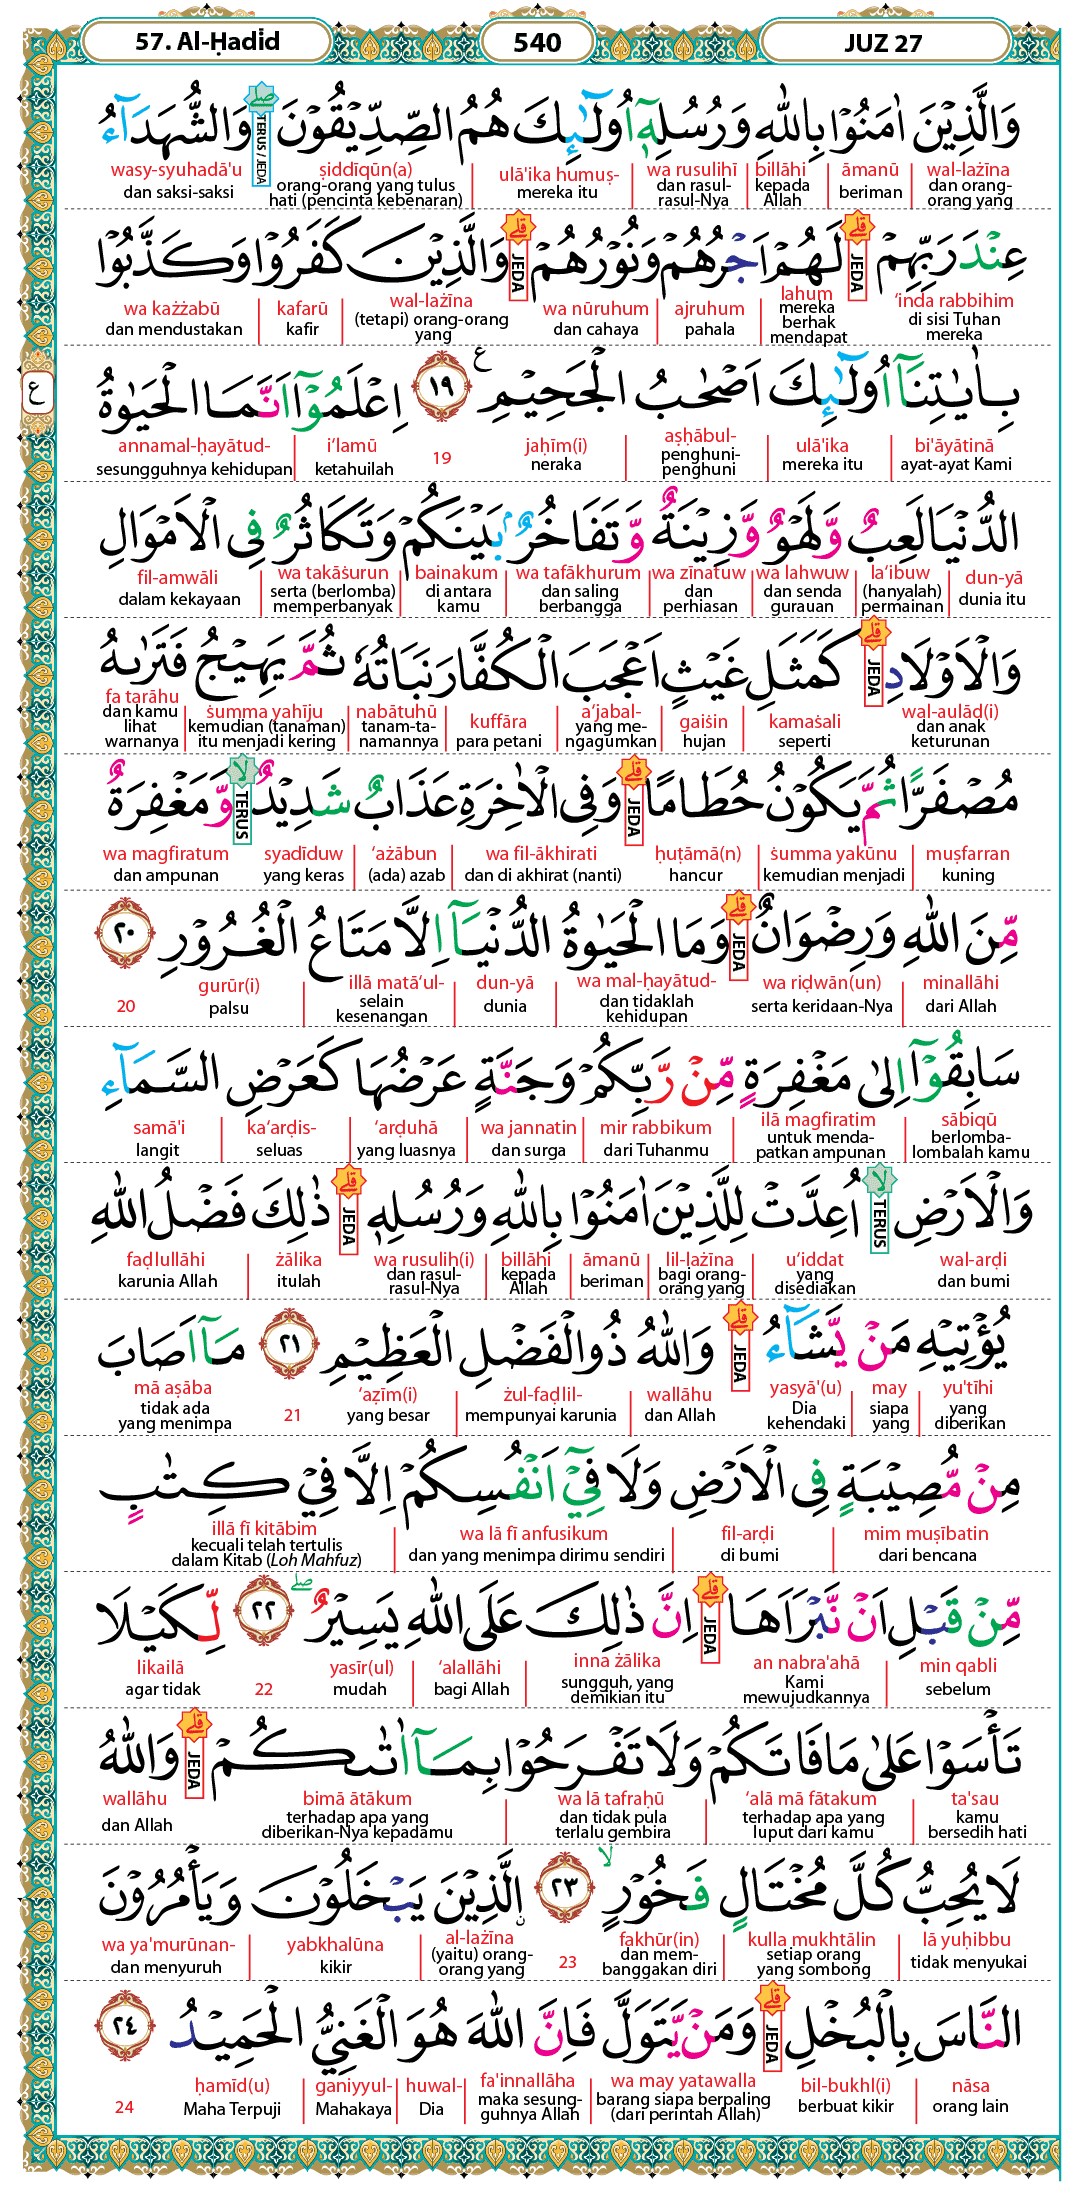 57. Al-Ḥadīd 540 JUZ 27
وَالَّذِيْنَ اٰمَنُوْا بِاللّٰهِ وَرُسُلِهٖٓ اُولٰۤىِٕكَ هُمُ الصِّدِّيْقُوْنَ ۖ وَالشُّهَدَاۤءُ
TERUS / JEDA
wasy-syuhadā'u ṣiddīqūn(a) ulā'ika humuṣ- wa rusulihī billāhi āmanū wal-lażīna
dan saksi-saksi orang-orang yang tulus hati (pencinta kebenaran) mereka itu dan rasul-rasul-Nya kepada Allah beriman dan orang-orang yang
عِنْدَ رَبِّهِمْۗ لَهُمْ اَجْرُهُمْ وَنُوْرُهُمْۗ وَالَّذِيْنَ كَفَرُوْا وَكَذَّبُوْا
JEDA JEDA
wa każżabū kafarū wal-lażīna wa nūruhum ajruhum lahum ‘inda rabbihim
dan mendustakan kafir (tetapi) orang-orang yang dan cahaya pahala mereka berhak mendapat di sisi Tuhan mereka
ع
بِاٰيٰتِنَآ اُولٰۤىِٕكَ اَصْحٰبُ الْجَحِيْمِ ࣖ ١٩ اِعْلَمُوْٓا اَنَّمَا الْحَيٰوةُ
annamal-ḥayātud- i‘lamū 19 jaḥīm(i) aṣḥābul- ulā'ika bi'āyātinā
sesungguhnya kehidupan ketahuilah neraka penghuni-penghuni mereka itu ayat-ayat Kami
الدُّنْيَا لَعِبٌ وَّلَهْوٌ وَّزِيْنَةٌ وَّتَفَاخُرٌۢ بَيْنَكُمْ وَتَكَاثُرٌ فِى الْاَمْوَالِ
fil-amwāli wa takāṡurun bainakum wa tafākhurum wa zīnatuw wa lahwuw la‘ibuw dun-yā
dalam kekayaan serta (berlomba) memperbanyak di antara kamu dan saling berbangga dan perhiasan dan senda gurauan (hanyalah) permainan dunia itu
وَالْاَوْلَادِۗ كَمَثَلِ غَيْثٍ اَعْجَبَ الْكُفَّارَ نَبَاتُهٗ ثُمَّ يَهِيْجُ فَتَرٰىهُ
JEDA
fa tarāhu ṡumma yahīju nabātuhū kuffāra a‘jabal- gaiṡin kamaṡali wal-aulād(i)
dan kamu lihat warnanya kemudian (tanaman) itu menjadi kering tanam-tanamannya para petani yang mengagumkan hujan seperti dan anak keturunan
مُصْفَرًّا ثُمَّ يَكُوْنُ حُطَامًاۗ وَفِى الْاٰخِرَةِ عَذَابٌ شَدِيْدٌۙ وَّمَغْفِرَةٌ
JEDA TERUS
wa magfiratum syadīduw ‘ażābun wa fil-ākhirati ḥuṭāmā(n) ṡumma yakūnu muṣfarran
dan ampunan yang keras (ada) azab dan di akhirat (nanti) hancur kemudian menjadi kuning
مِّنَ اللّٰهِ وَرِضْوَانٌۗ وَمَا الْحَيٰوةُ الدُّنْيَآ اِلَّا مَتَاعُ الْغُرُوْرِ ٢٠
JEDA
20 gurūr(i) illā matā‘ul- dun-yā wa mal-ḥayātud- wa riḍwān(un) minallāhi
palsu selain kesenangan dunia dan tidaklah kehidupan serta keridaan-Nya dari Allah
سَابِقُوْٓا اِلٰى مَغْفِرَةٍ مِّنْ رَّبِّكُمْ وَجَنَّةٍ عَرْضُهَا كَعَرْضِ السَّمَاۤءِ
samā'i ka‘arḍis- ‘arḍuhā wa jannatin mir rabbikum ilā magfiratim sābiqū
langit seluas yang luasnya dan surga dari Tuhanmu untuk menda-patkan ampunan berlomba-lombalah kamu
وَالْاَرْضِۙ اُعِدَّتْ لِلَّذِيْنَ اٰمَنُوْا بِاللّٰهِ وَرُسُلِهٖۗ ذٰلِكَ فَضْلُ اللّٰهِ
TERUS JEDA
faḍlullāhi żālika wa rusulih(i) billāhi āmanū lil-lażīna u‘iddat wal-arḍi
karunia Allah itulah dan rasul-rasul-Nya kepada Allah beriman bagi orang-orang yang yang disediakan dan bumi
يُؤْتِيْهِ مَنْ يَّشَاۤءُۗ وَاللّٰهُ ذُو الْفَضْلِ الْعَظِيْمِ ٢١ مَآ اَصَابَ
JEDA
mā aṣāba 21 ‘aẓīm(i) żul-faḍlil- wallāhu yasyā'(u) may yu'tīhi
tidak ada yang menimpa yang besar mempunyai karunia dan Allah Dia kehendaki siapa yang yang diberikan
مِنْ مُّصِيْبَةٍ فِى الْاَرْضِ وَلَا فِيْٓ اَنْفُسِكُمْ اِلَّا فِيْ كِتٰبٍ
illā fī kitābim wa lā fī anfusikum fil-arḍi mim muṣībatin
kecuali telah tertulis dalam Kitab (Loh Mahfuz) dan yang menimpa dirimu sendiri di bumi dari bencana
مِّنْ قَبْلِ اَنْ نَّبْرَاَهَاۗ اِنَّ ذٰلِكَ عَلَى اللّٰهِ يَسِيْرٌۖ ٢٢ لِّكَيْلَا
JEDA
likailā 22 yasīr(ul) ‘alallāhi inna żālika an nabra'ahā min qabli
agar tidak mudah bagi Allah sungguh, yang demikian itu Kami mewujudkannya sebelum
تَأْسَوْا عَلٰى مَا فَاتَكُمْ وَلَا تَفْرَحُوْا بِمَآ اٰتٰىكُمْۗ وَاللّٰهُ
JEDA
wallāhu bimā ātākum wa lā tafraḥū ‘alā mā fātakum ta'sau
dan Allah terhadap apa yang diberikan-Nya kepadamu dan tidak pula terlalu gembira terhadap apa yang luput dari kamu kamu bersedih hati
لَا يُحِبُّ كُلَّ مُخْتَالٍ فَخُوْرٍۙ ٢٣ ۨالَّذِيْنَ يَبْخَلُوْنَ وَيَأْمُرُوْنَ
wa ya'murūnan- yabkhalūna al-lażīna 23 fakhūr(in) kulla mukhtālin lā yuḥibbu
dan menyuruh kikir (yaitu) orang-orang yang dan mem-banggakan diri setiap orang yang sombong tidak menyukai
النَّاسَ بِالْبُخْلِۗ وَمَنْ يَّتَوَلَّ فَاِنَّ اللّٰهَ هُوَ الْغَنِيُّ الْحَمِيْدُ ٢٤
JEDA
24 ḥamīd(u) ganiyyul- huwal- fa'innallāha wa may yatawalla bil-bukhl(i) nāsa
Maha Terpuji Mahakaya Dia maka sesung-guhnya Allah barang siapa berpaling (dari perintah Allah) berbuat kikir orang lain